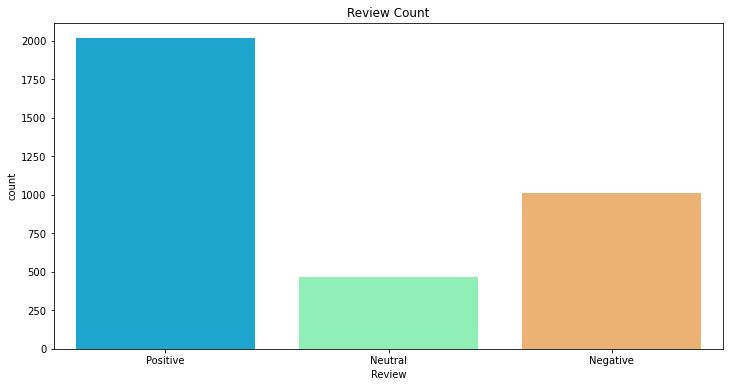 Review Count
2000
1750
1500
1250
1000
750
500
250
0
count
Positive
Neutral
Negative
Review